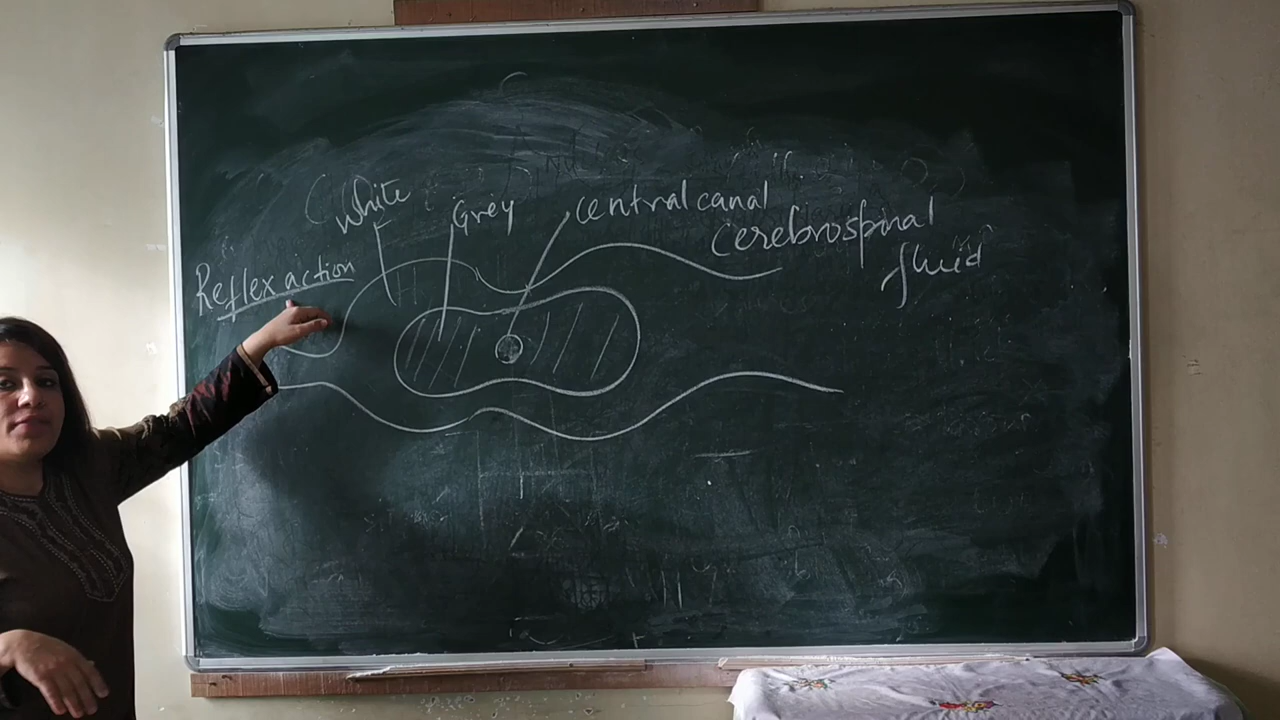 White
Grey
central canal
cerebrospinal
fluid
Reflex action